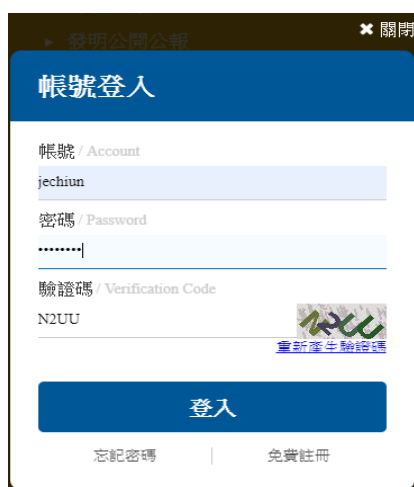 ► 發明公開公報
✖ 關閉
帳號登入
帳號 / Account
jechiun
密碼 / Password
••••••••
驗證碼 / Verification Code
N2UU
N2UU
重新產生驗證碼
登入
忘記密碼 | 免費註冊